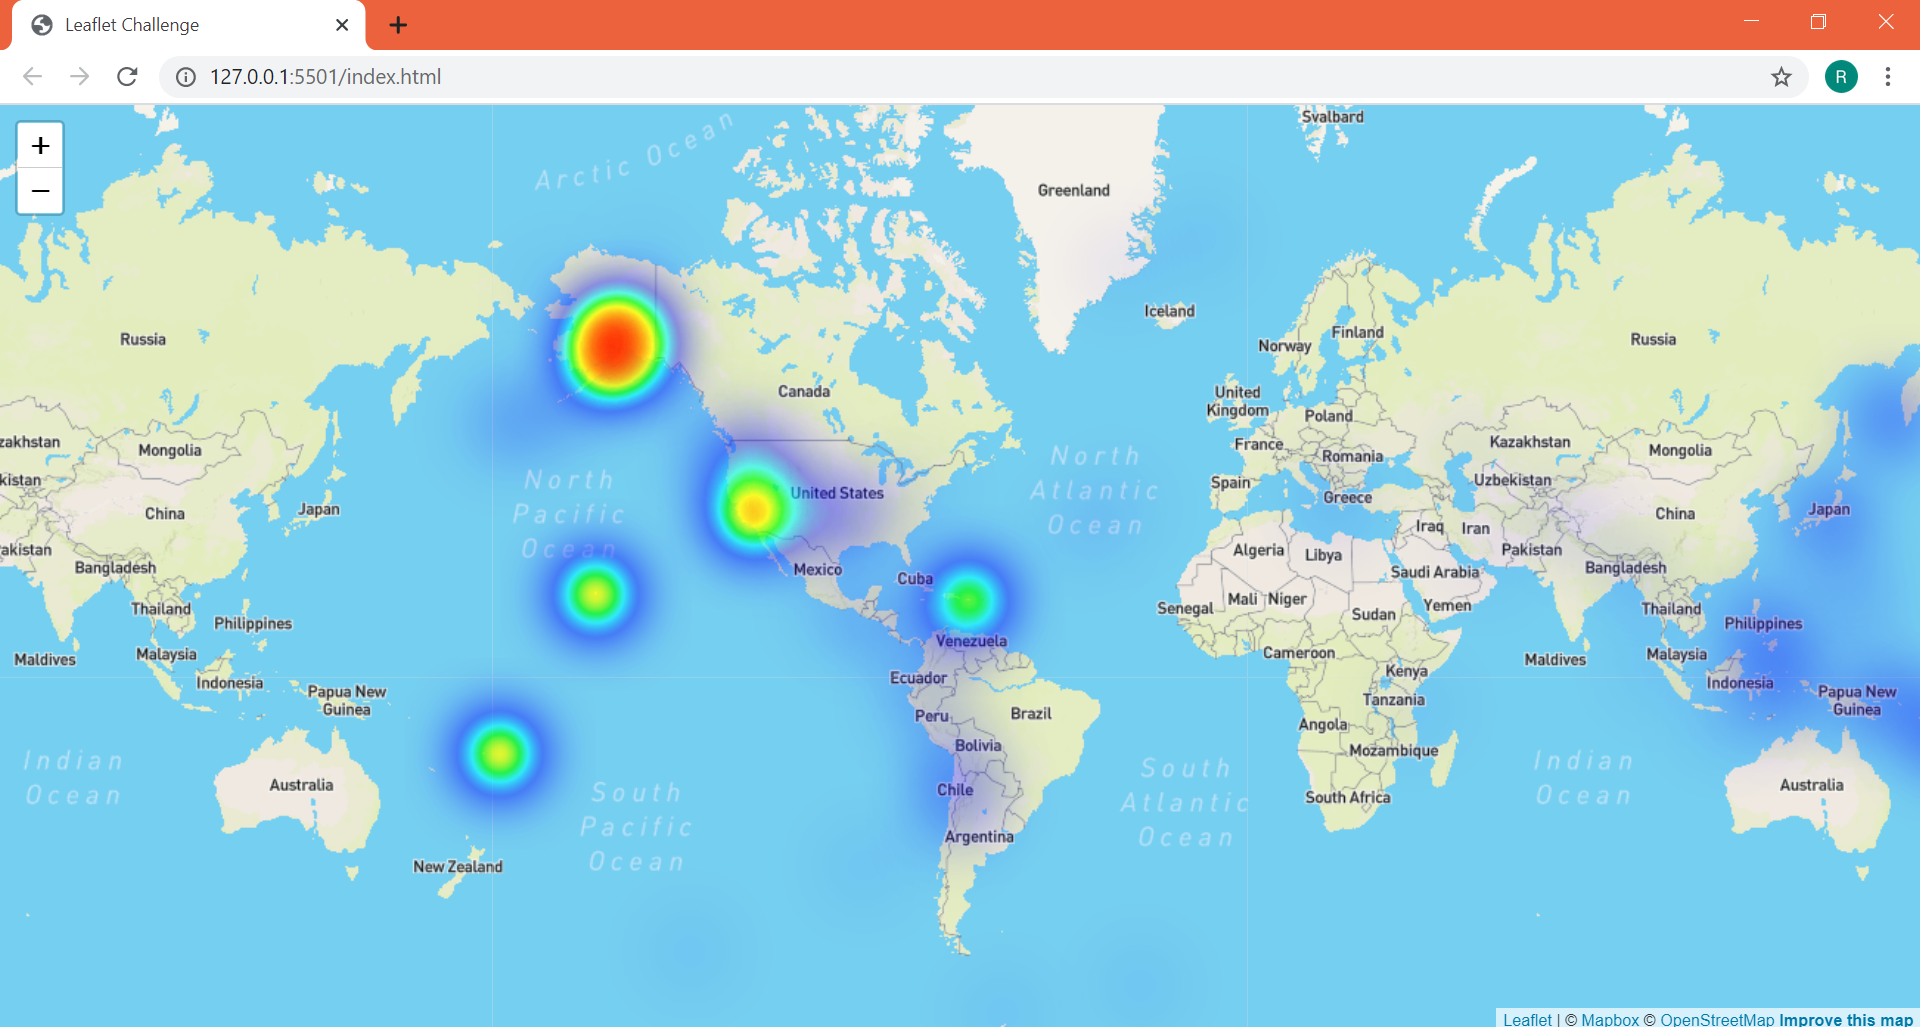 Leaflet Challenge
127.0.0.1:5501/index.html
R
+
−
Arctic Ocean
Svalbard
Greenland
Iceland
Russia
Finland
Norway
Russia
Canada
United
Kingdom
Poland
zakhstan
Mongolia
France
Romania
Kazakhstan
Mongolia
kistan
North
Pacific
Ocean
United States
North
Atlantic
Ocean
Spain
Greece
Uzbekistan
China
Japan
China
Japan
Iraq
Iran
akistan
Algeria
Libya
Pakistan
Bangladesh
Mexico
Cuba
Saudi Arabia
Bangladesh
Thailand
Philippines
Senegal
Mali
Niger
Sudan
Yemen
Thailand
Philippines
Maldives
Malaysia
Venezuela
Cameroon
Maldives
Malaysia
Indonesia
Ecuador
Kenya
Indonesia
Papua New
Guinea
Tanzania
Papua New
Guinea
Peru
Brazil
Angola
Bolivia
Mozambique
Indian
Ocean
Australia
South
Pacific
Ocean
Chile
South
Atlantic
Ocean
South Africa
Indian
Ocean
Australia
Argentina
New Zealand
Leaflet | © Mapbox © OpenStreetMap Improve this map